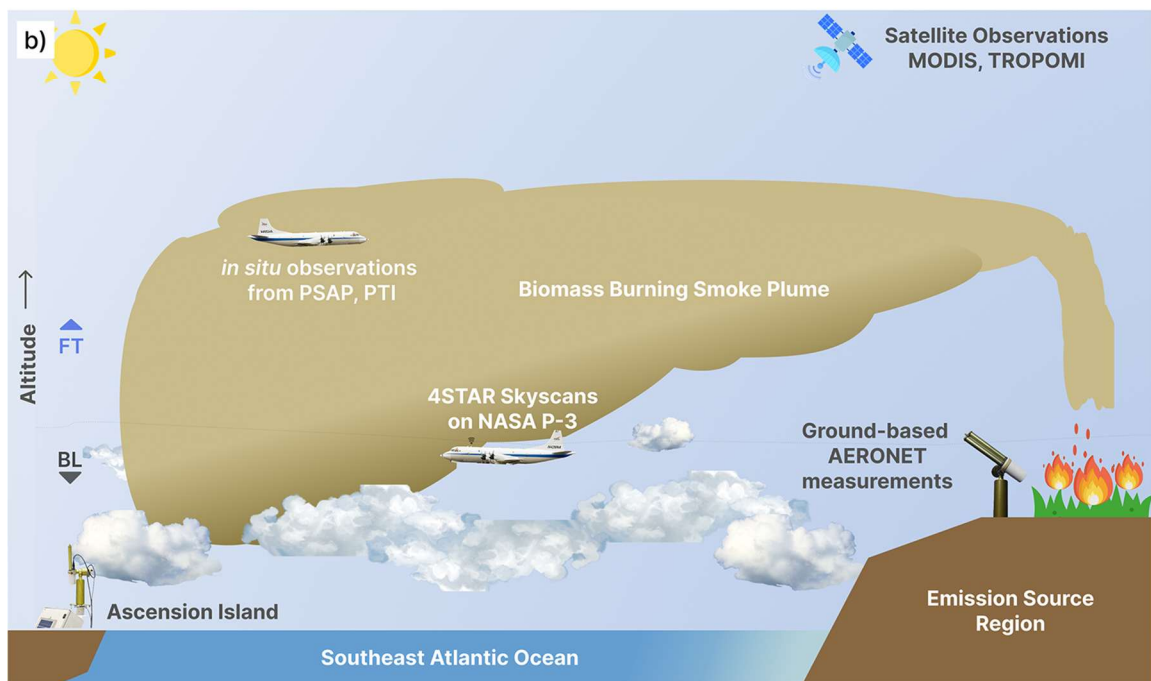 b)
Satellite Observations
MODIS, TROPOMI
in situ observations
from PSAP, PTI
Biomass Burning Smoke Plume
Altitude
FT
4STAR Skyscans
on NASA P-3
BL
Ground-based
AERONET
measurements
Ascension Island
Emission Source
Region
Southeast Atlantic Ocean